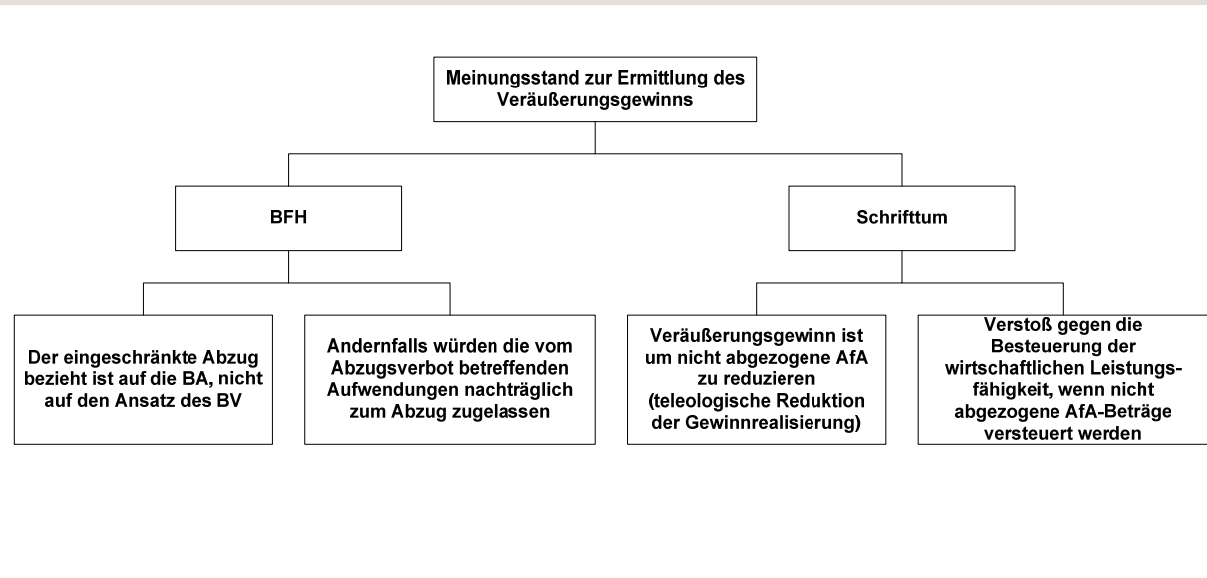 Meinungsstand zur Ermittlung des
Veräußerungsgewinns
BFH
Schrifttum
Der eingeschränkte Abzug
bezieht ist auf die BA, nicht
auf den Ansatz des BV
Andernfalls würden die vom
Abzugsverbot betreffenden
Aufwendungen nachträglich
zum Abzug zugelassen
Veräußerungsgewinn ist
um nicht abgezogene AfA
zu reduzieren
(teleologische Reduktion
der Gewinnrealisierung)
Verstoß gegen die
Besteuerung der
wirtschaftlichen Leistungs-
fähigkeit, wenn nicht
abgezogene AfA-Beträge
versteuert werden